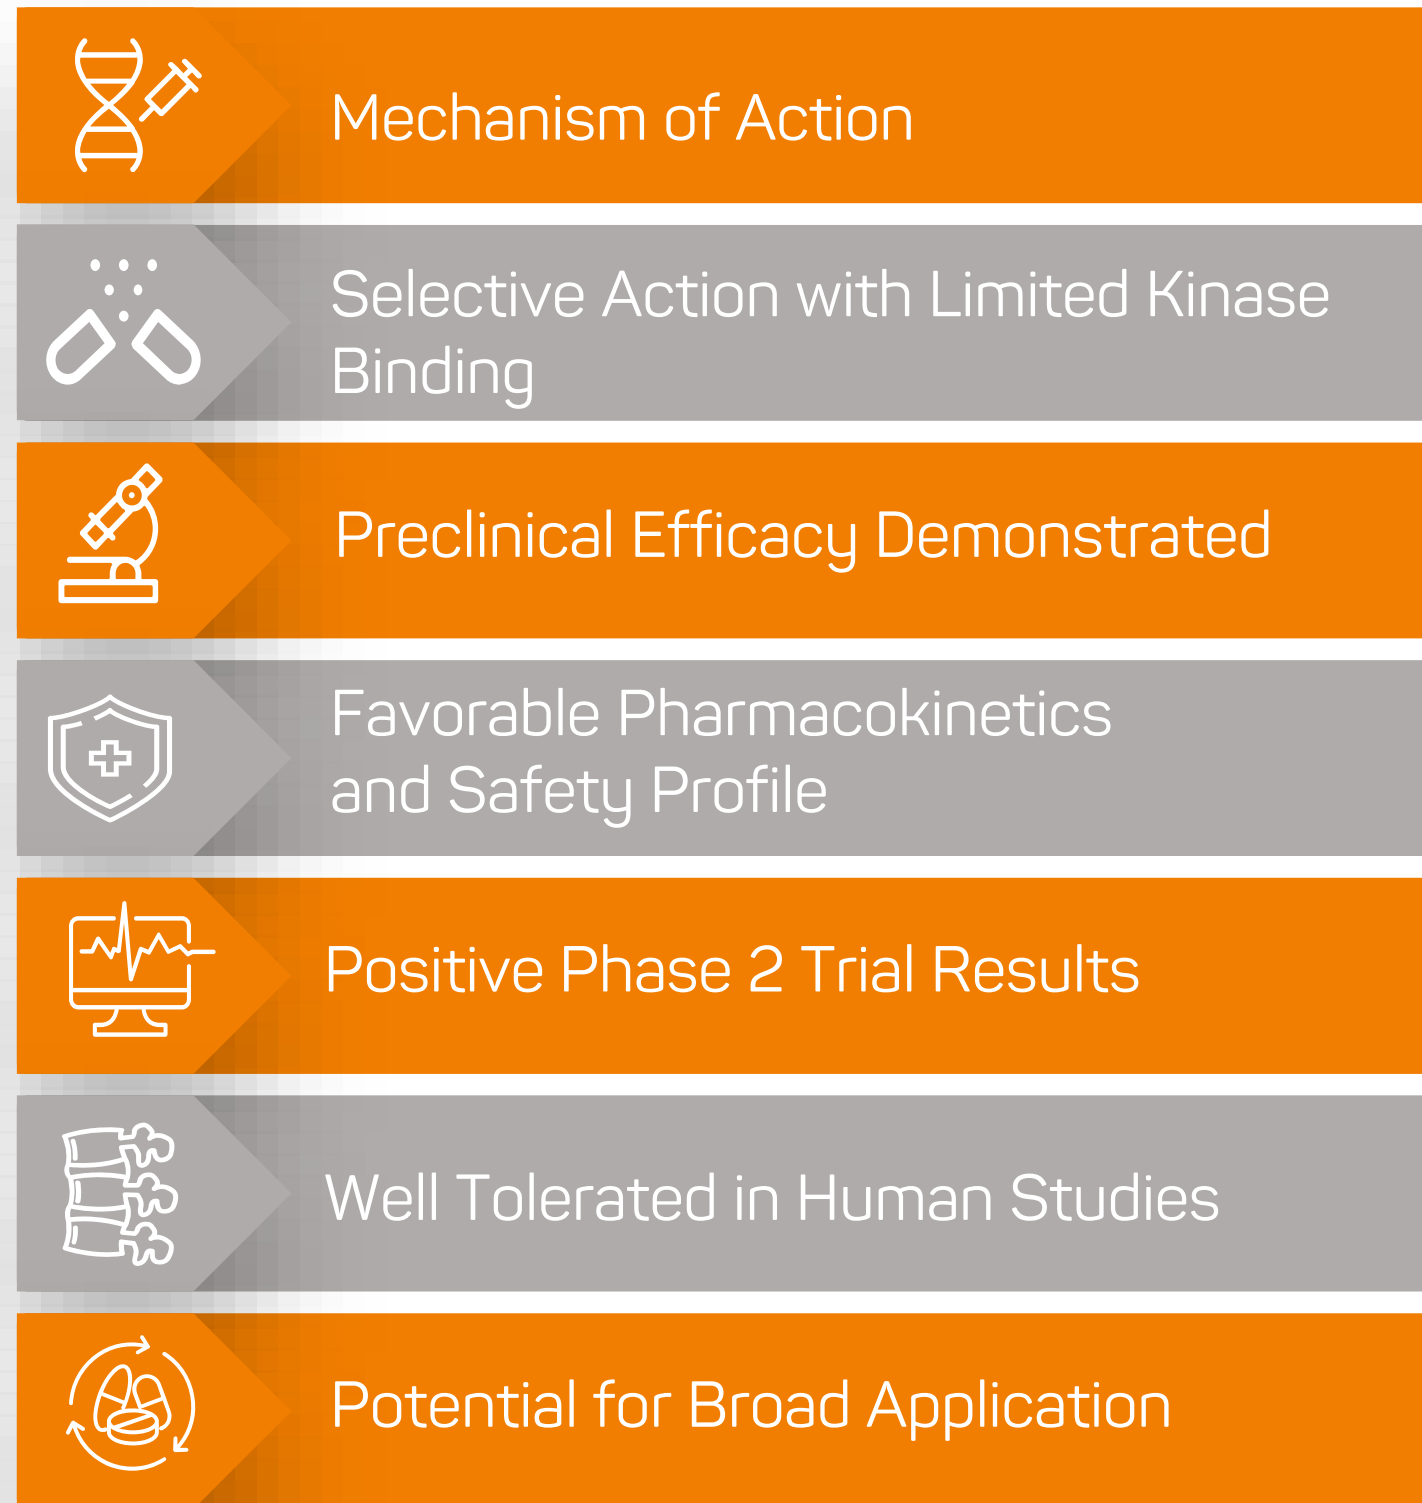 Mechanism of Action
Selective Action with Limited Kinase
Binding
Preclinical Efficacy Demonstrated
Favorable Pharmacokinetics
and Safety Profile
Positive Phase 2 Trial Results
Well Tolerated in Human Studies
Potential for Broad Application